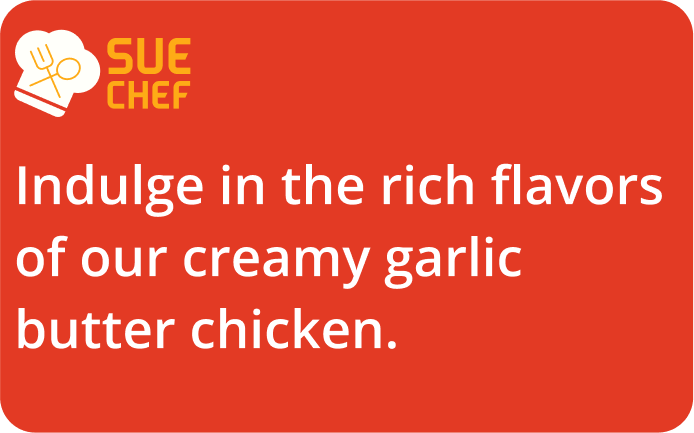 SUE
CHEF
Indulge in the rich flavors
of our creamy garlic
butter chicken.